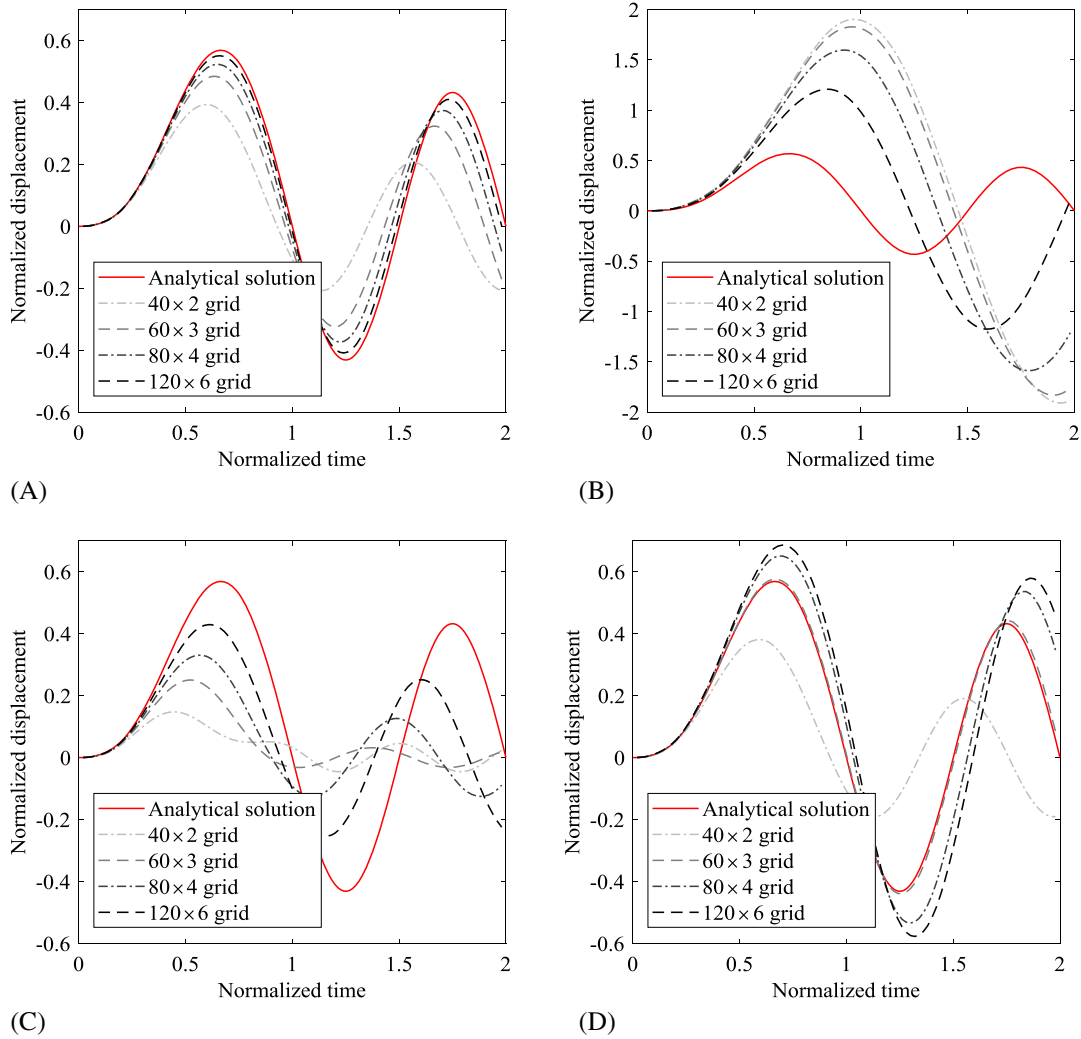 0.6
0.4
0.2
0
-0.2
-0.4
-0.6
Normalized displacement
Analytical solution
40 × 2 grid
60 × 3 grid
80 × 4 grid
120 × 6 grid
0
0.5
1
1.5
2
Normalized time
(A)
2
1.5
1
0.5
0
-0.5
-1
-1.5
-2
Normalized displacement
Analytical solution
40 × 2 grid
60 × 3 grid
80 × 4 grid
120 × 6 grid
0
0.5
1
1.5
2
Normalized time
(B)
0.6
0.4
0.2
0
-0.2
-0.4
-0.6
Normalized displacement
Analytical solution
40 × 2 grid
60 × 3 grid
80 × 4 grid
120 × 6 grid
0
0.5
1
1.5
2
Normalized time
(C)
0.6
0.4
0.2
0
-0.2
-0.4
-0.6
Normalized displacement
Analytical solution
40 × 2 grid
60 × 3 grid
80 × 4 grid
120 × 6 grid
0
0.5
1
1.5
2
Normalized time
(D)